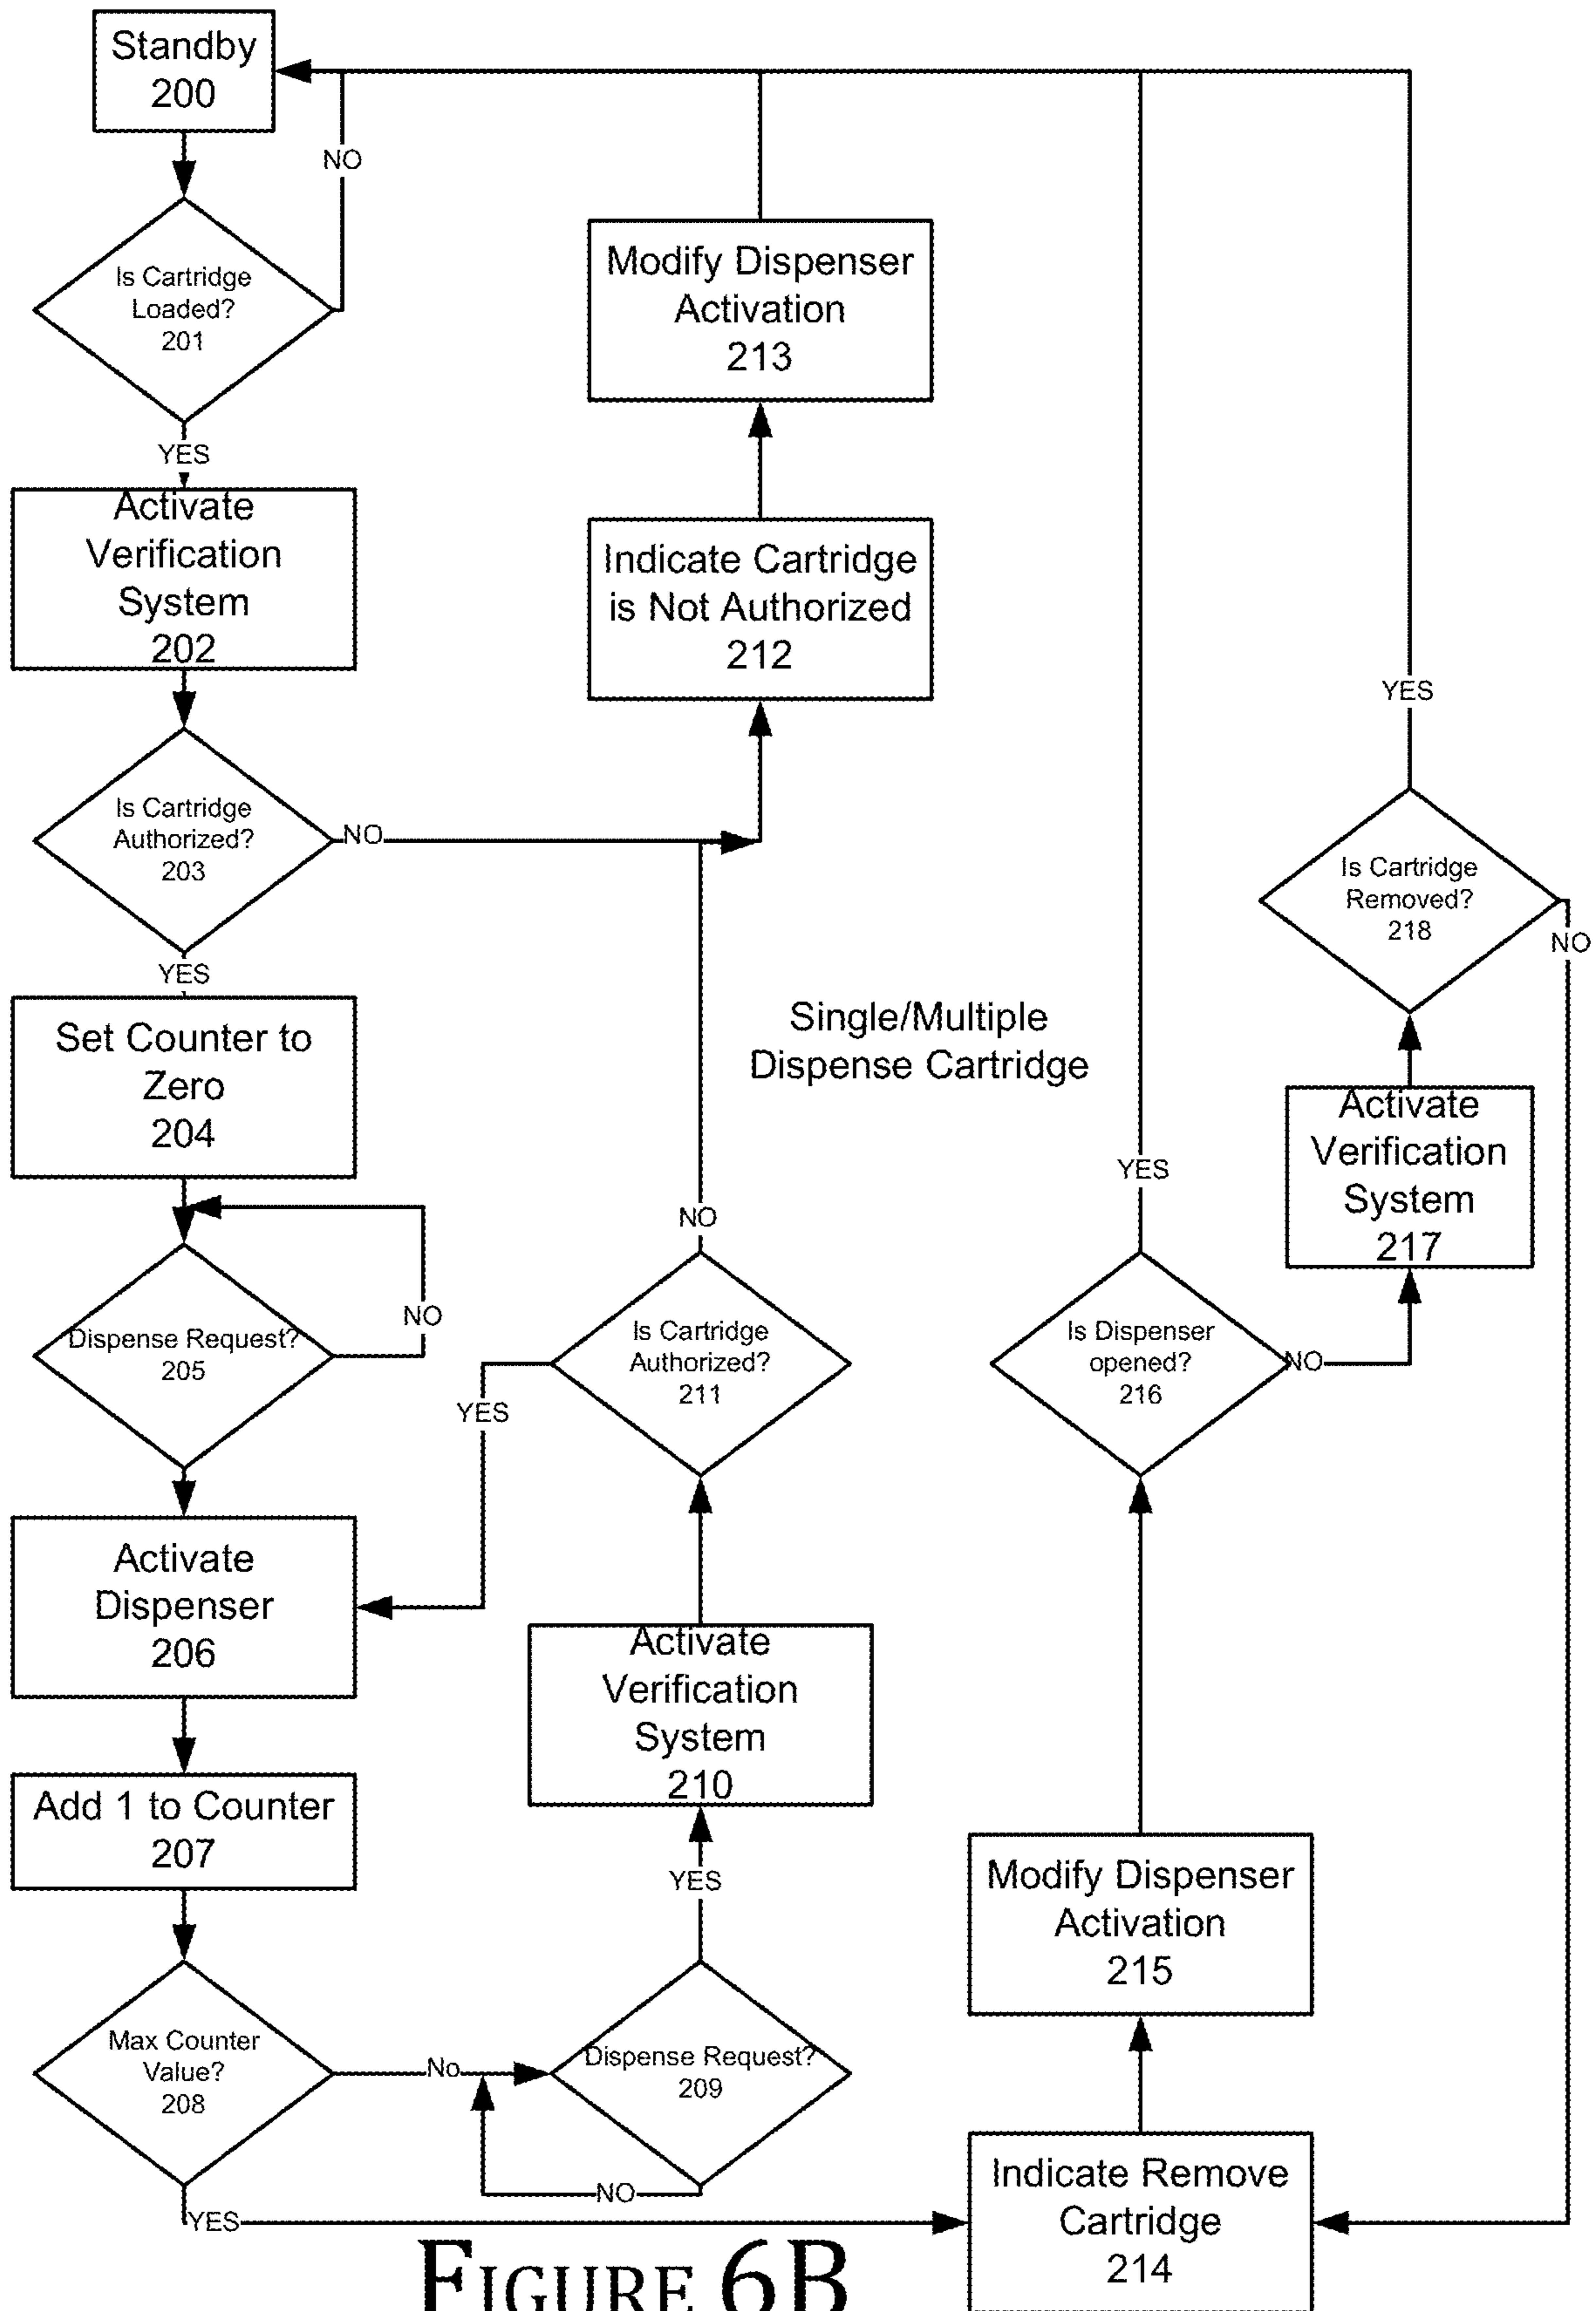 Standby
200
NO
Is Cartridge
Loaded?
201
YES
Activate
Verification
System
202
Is Cartridge
Authorized?
203
NO
YES
Set Counter to
Zero
204
Dispense Request?
205
NO
Activate
Dispenser
206
Add 1 to Counter
207
Max Counter
Value?
208
No
YES
Modify Dispenser
Activation
213
Indicate Cartridge
is Not Authorized
212
Single/Multiple
Dispense Cartridge
NO
Is Cartridge
Authorized?
211
YES
Activate
Verification
System
210
YES
Dispense Request?
209
NO
YES
Is Dispenser
opened?
216
NO
Modify Dispenser
Activation
215
Indicate Remove
Cartridge
214
YES
Is Cartridge
Removed?
218
NO
Activate
Verification
System
217
FIGURE 6B